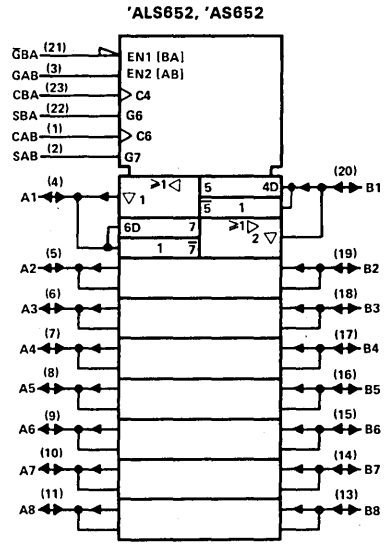 'ALS652, 'AS652
G̅BA (21) EN1 [BA]
GAB (3) EN2 [AB]
CBA (23) C4
SBA (22) G6
CAB (1) C6
SAB (2) G7
A1 (4) ≥1 ◁ 5 4D (20) B1
▽ 1 5̅ 1
6D 7 ≥1 ▷
1 7̅ 2 ▽
A2 (5) (19) B2
A3 (6) (18) B3
A4 (7) (17) B4
A5 (8) (16) B5
A6 (9) (15) B6
A7 (10) (14) B7
A8 (11) (13) B8